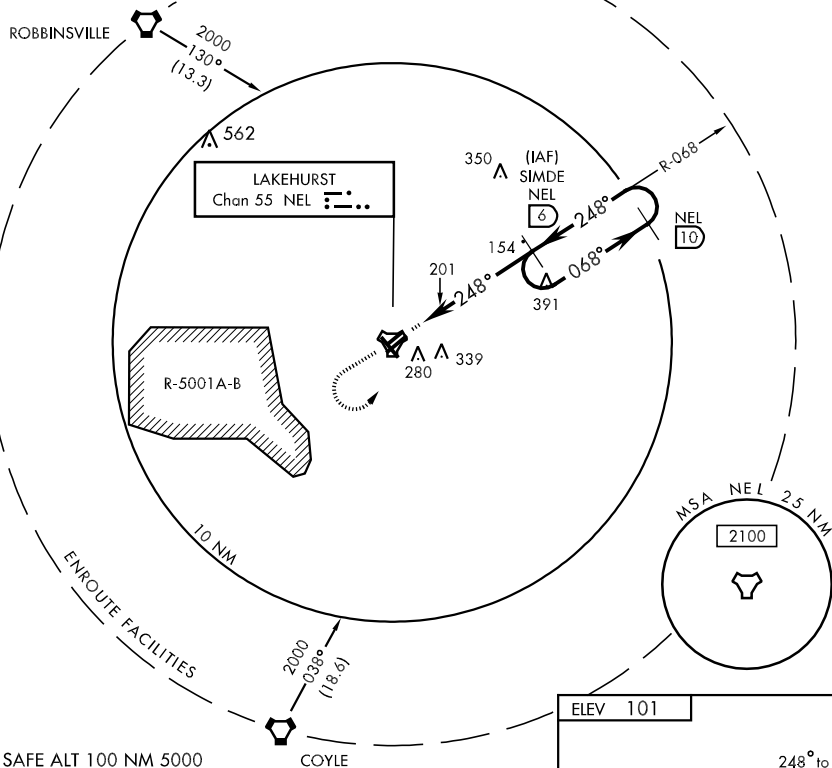 ROBBINSVILLE
2000
130°
(13.3)
562
LAKEHURST
Chan 55 NEL
350
(IAF)
SIMDE
NEL
6
R-068
248°
NEL
10
154
068°
201
248°
391
280
339
R-5001A-B
10 NM
MSA NEL 25 NM
2100
ENROUTE FACILITIES
2000
038°
(18.6)
ELEV 101
SAFE ALT 100 NM 5000
COYLE
248° to